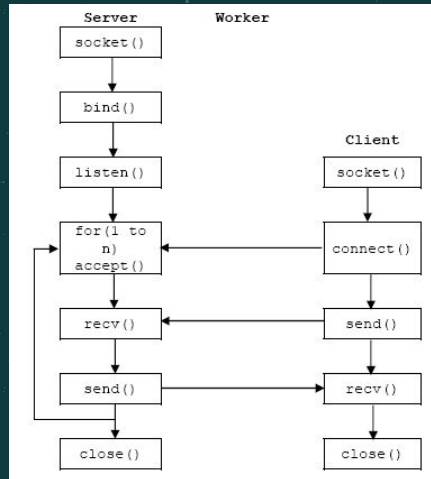 Server
Worker
socket()
bind()
listen()
for(1 to
n)
accept()
recv()
send()
close()
Client
socket()
connect()
send()
recv()
close()